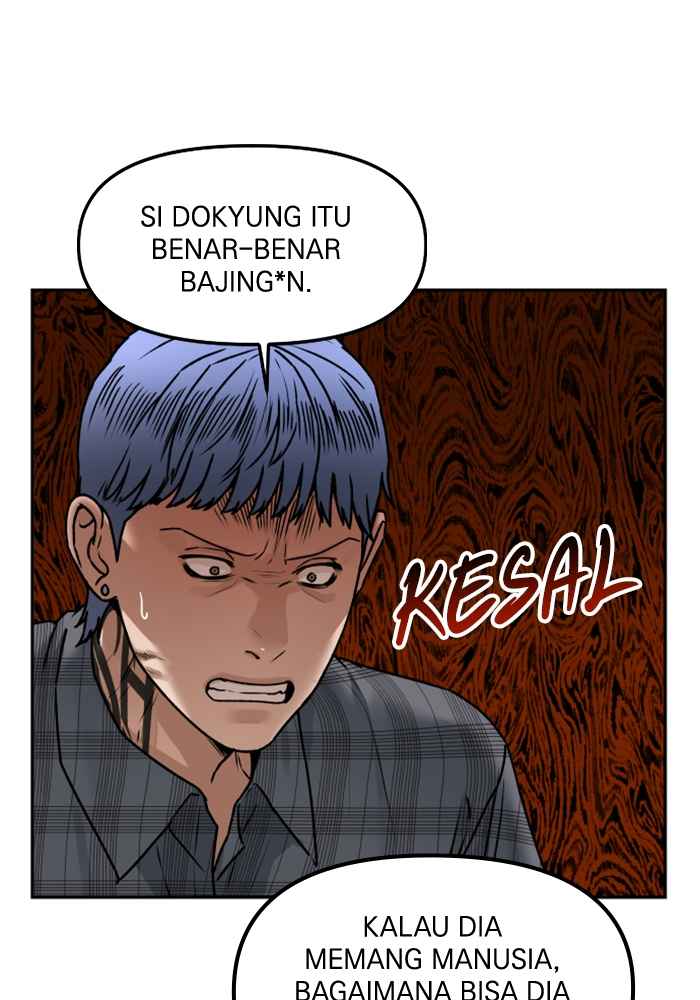 SI DOKYUNG ITU
BENAR-BENAR
BAJING*N.
KESAL
KALAU DIA
MEMANG MANUSIA,
BAGAIMANA BISA DIA